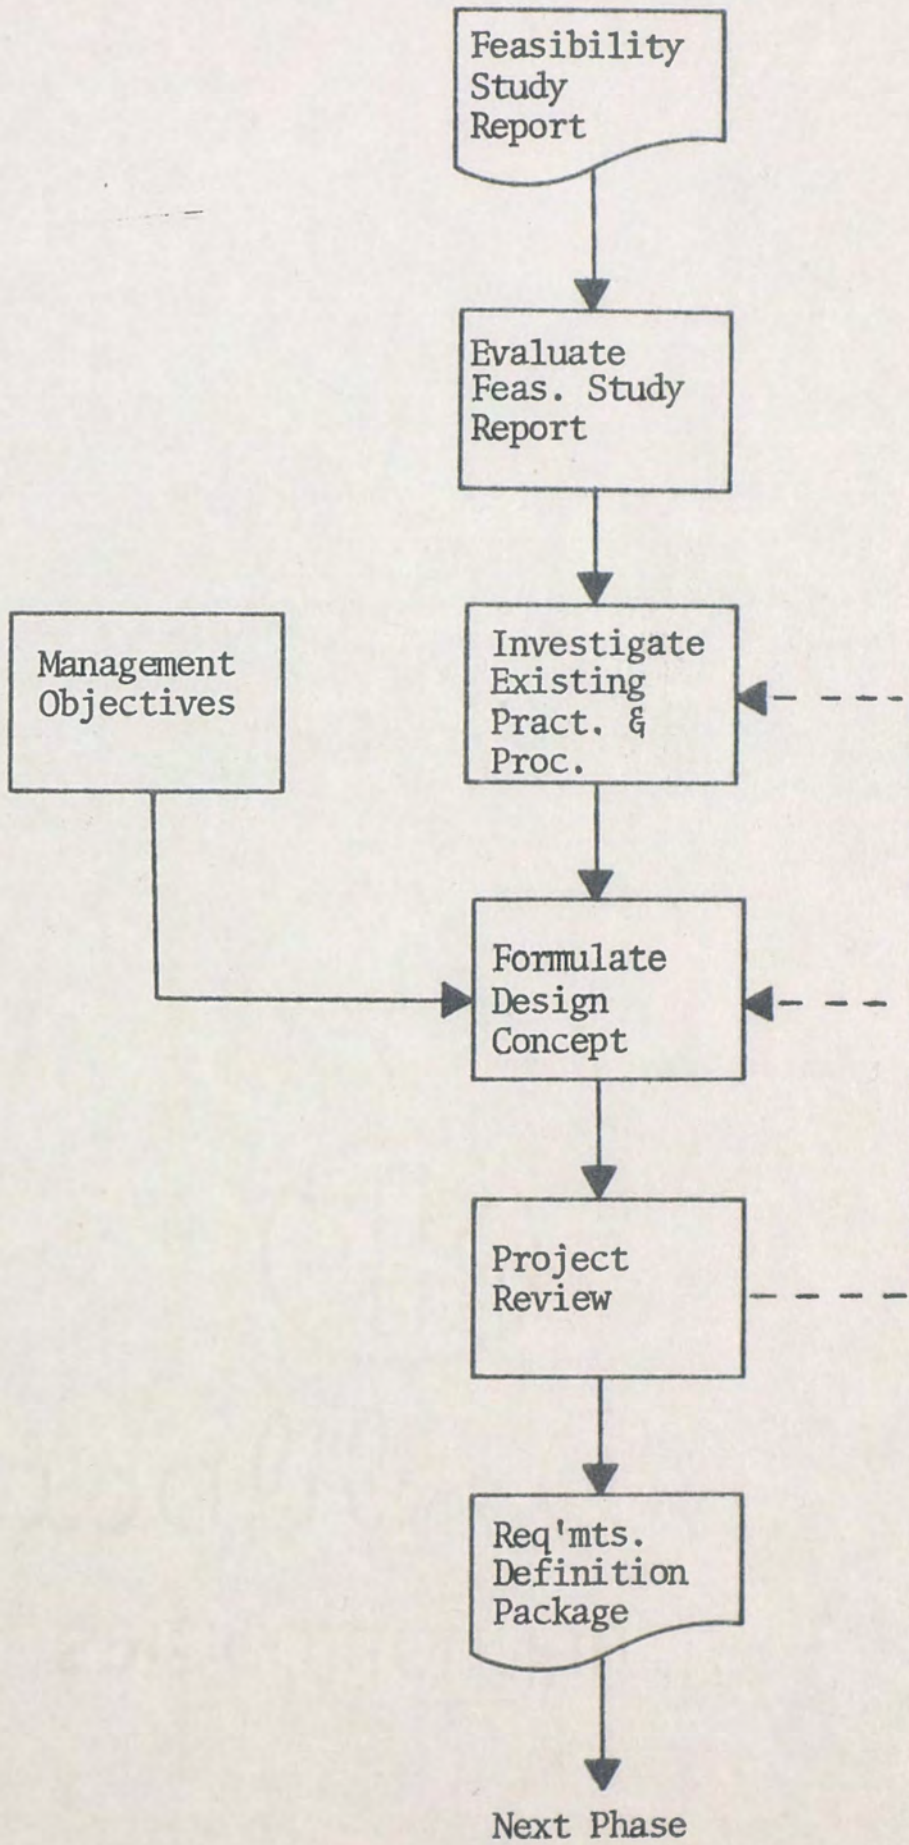 Feasibility
Study
Report
Evaluate
Feas. Study
Report
Investigate
Existing
Pract. &
Proc.
Management
Objectives
Formulate
Design
Concept
Project
Review
Req'mts.
Definition
Package
Next Phase